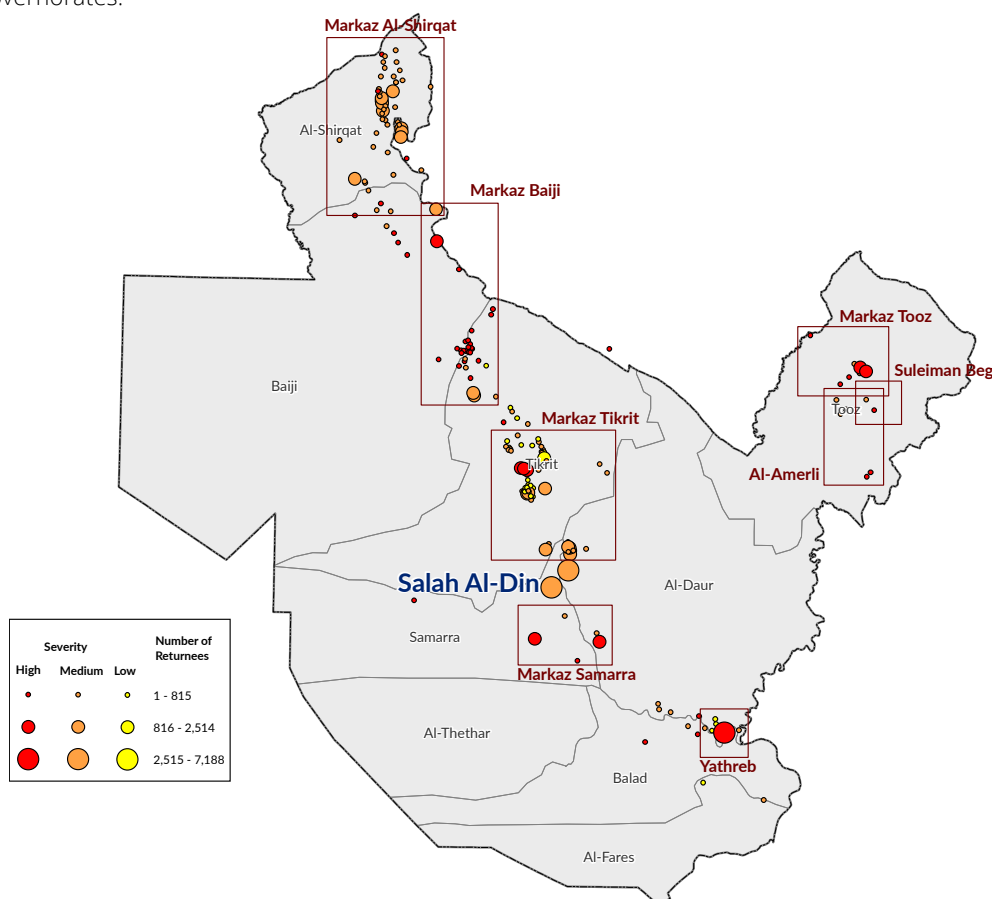 Markaz Al-Shirqat
Al-Shirqat
Markaz Baiji
Markaz Tooz
Suleiman Beg
Baiji
Tooz
Markaz Tikrit
Tikrit
Al-Amerli
Salah Al-Din
Al-Daur
Samarra
Markaz Samarra
Al-Thethar
Yathreb
Balad
Al-Fares
Severity
Number of
Returnees
High Medium Low
1 - 815
816 - 2,514
2,515 - 7,188